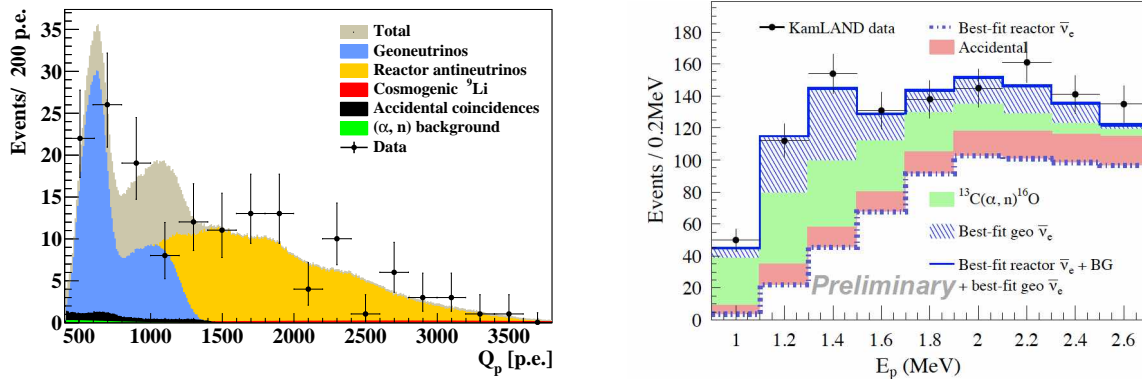 Events/ 200 p.e.
35
30
25
20
15
10
5
0
Total
Geoneutrinos
Reactor antineutrinos
Cosmogenic ⁹Li
Accidental coincidences
(α, n) background
Data
500 1000 1500 2000 2500 3000 3500
Qp [p.e.]
Events / 0.2MeV
180
160
140
120
100
80
60
40
20
0
KamLAND data
Best-fit reactor ν̅e
Accidental
¹³C(α, n)¹⁶O
Best-fit geo ν̅e
Best-fit reactor ν̅e + BG
+ best-fit geo ν̅e
Preliminary
1 1.2 1.4 1.6 1.8 2 2.2 2.4 2.6
Ep (MeV)